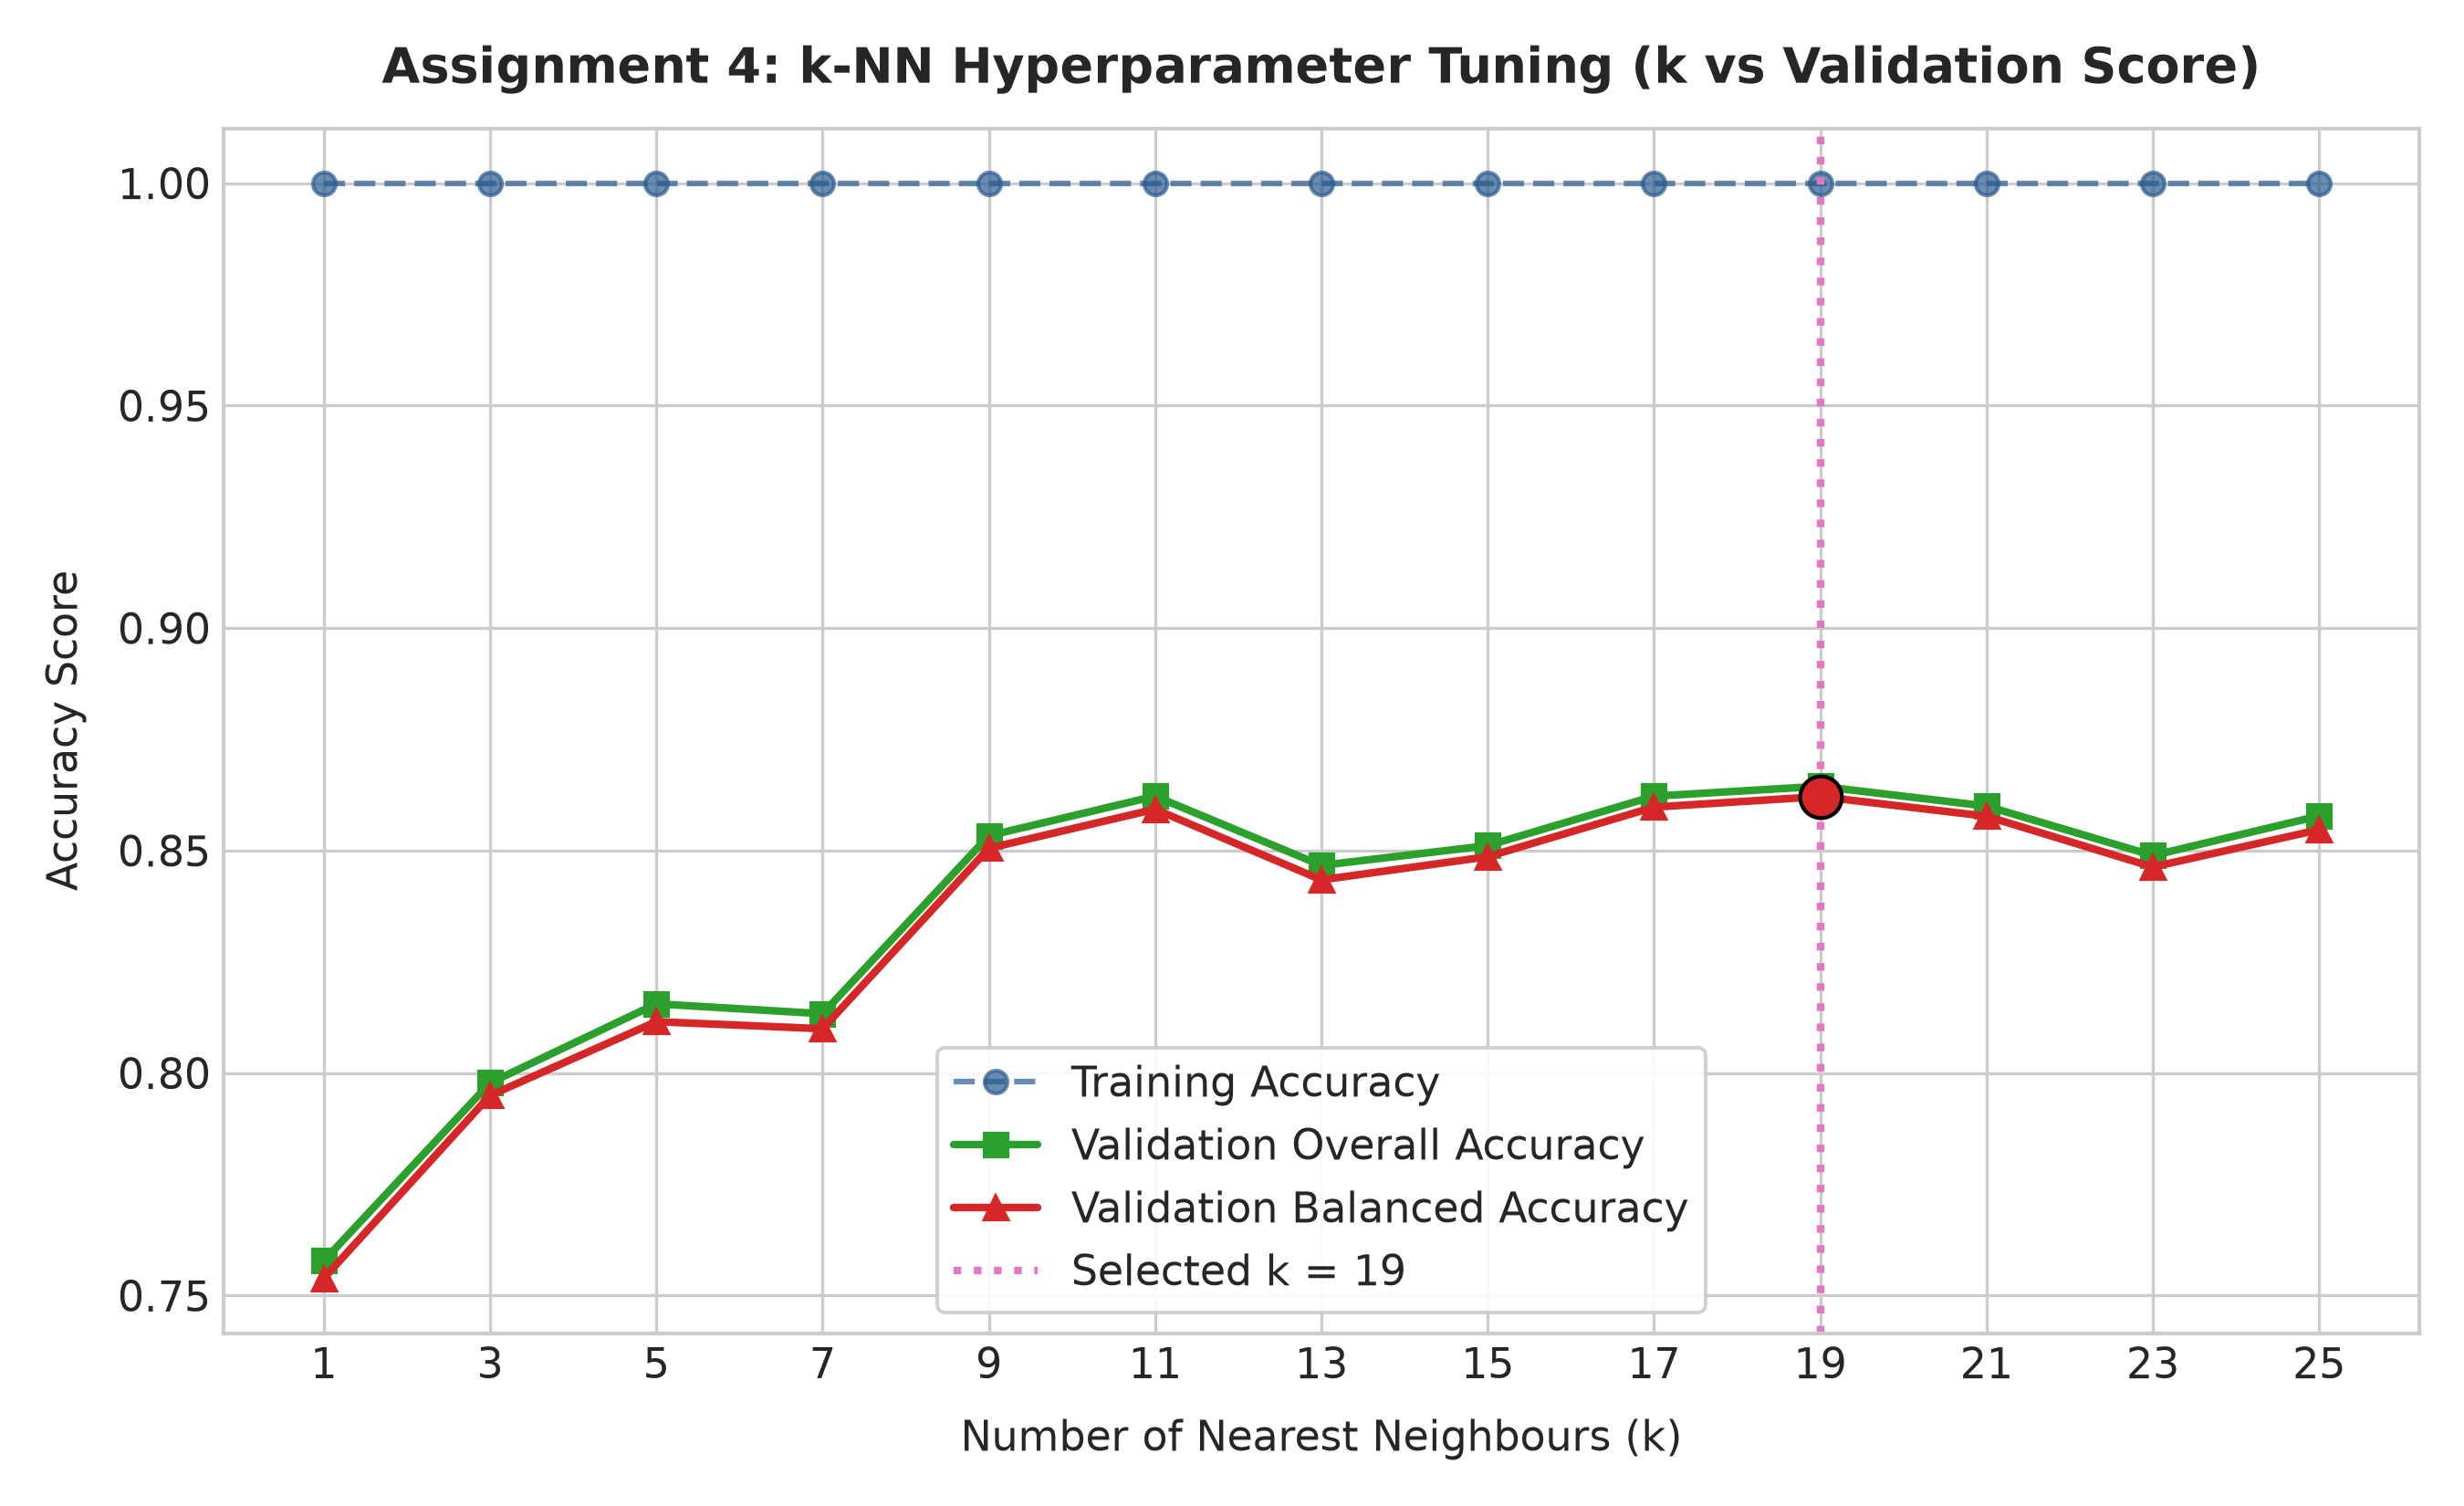 Assignment 4: k-NN Hyperparameter Tuning (k vs Validation Score)
1.00
0.95
0.90
0.85
0.80
0.75
Accuracy Score
Training Accuracy
Validation Overall Accuracy
Validation Balanced Accuracy
Selected k = 19
1 3 5 7 9 11 13 15 17 19 21 23 25
Number of Nearest Neighbours (k)